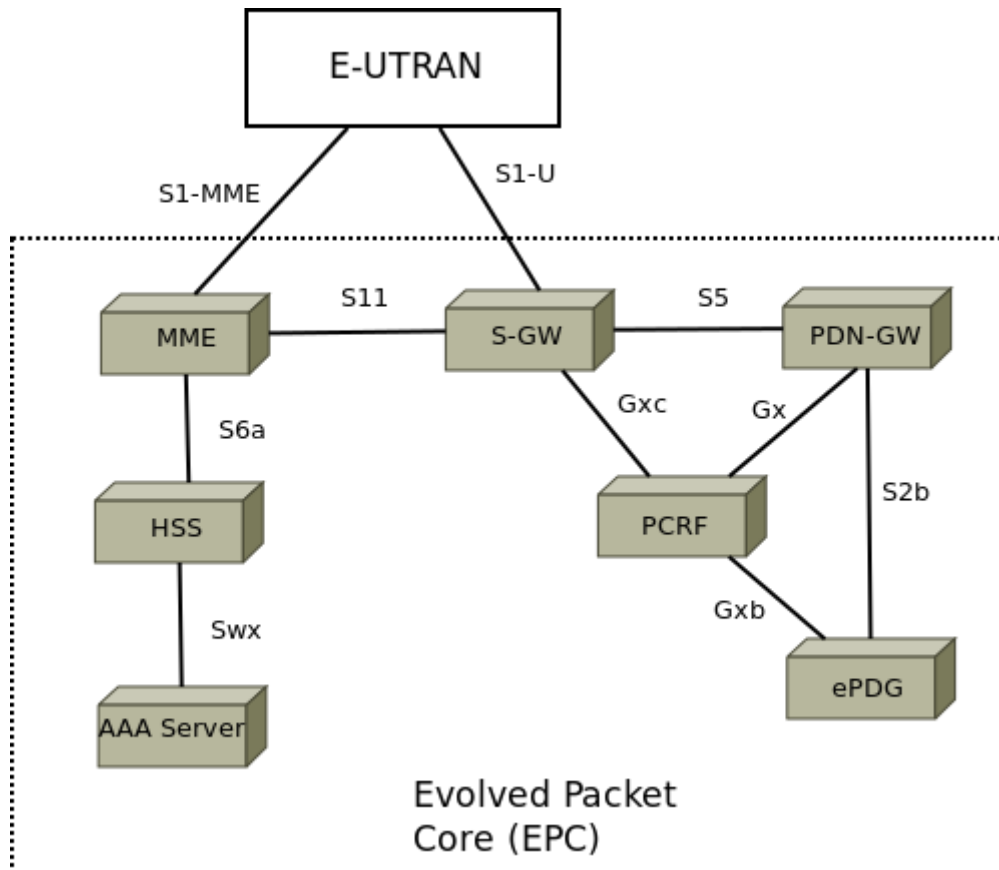 E-UTRAN
S1-MME
S1-U
S11
S5
MME
S-GW
PDN-GW
Gxc
Gx
S6a
S2b
HSS
PCRF
Gxb
Swx
ePDG
AAA Server
Evolved Packet
Core (EPC)